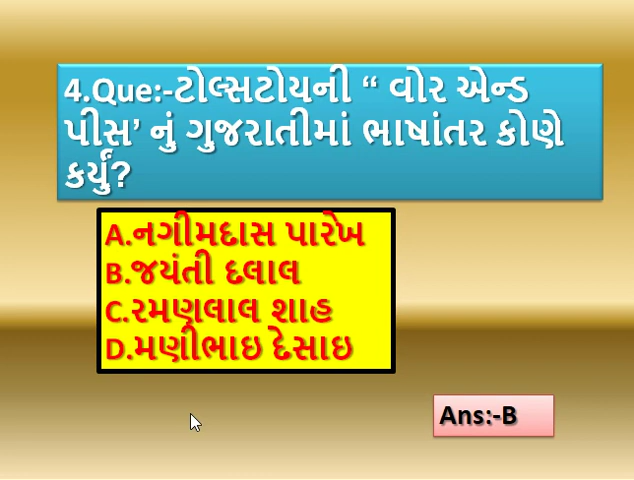 4.Que:-ટોલ્સટોયની “ વોર એન્ડ
પીસ’ નું ગુજરાતીમાં ભાષાંતર કોણે
કર્યું?
A.નગીમદાસ પારેખ
B.જયંતી દલાલ
C.રમણલાલ શાહ
D.મણીભાઇ દેસાઇ
Ans:-B